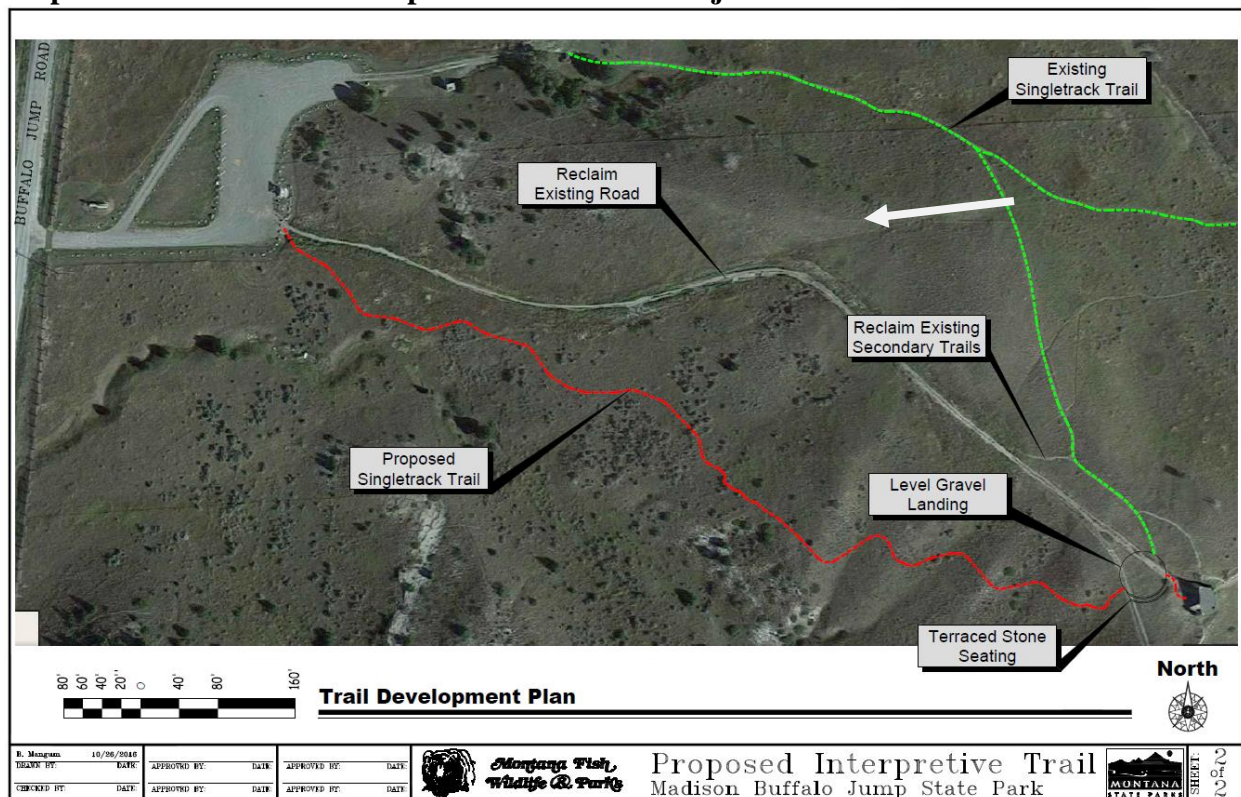 BUFFALO JUMP ROAD
Existing
Singletrack Trail
Reclaim
Existing Road
Reclaim Existing
Secondary Trails
Proposed
Singletrack Trail
Level Gravel
Landing
Terraced Stone
Seating
80' 60' 40' 20' 0 40' 80' 160'
Trail Development Plan
North
B. Mangum 10/26/2016
DRAWN BY: DATE:
CHECKED BY: DATE:
APPROVED BY: DATE:
APPROVED BY: DATE:
APPROVED BY: DATE:
APPROVED BY: DATE:
Montana Fish,
Wildlife & Parks
Proposed Interpretive Trail
Madison Buffalo Jump State Park
MONTANA
STATE PARKS
SHEET: 2 of 2